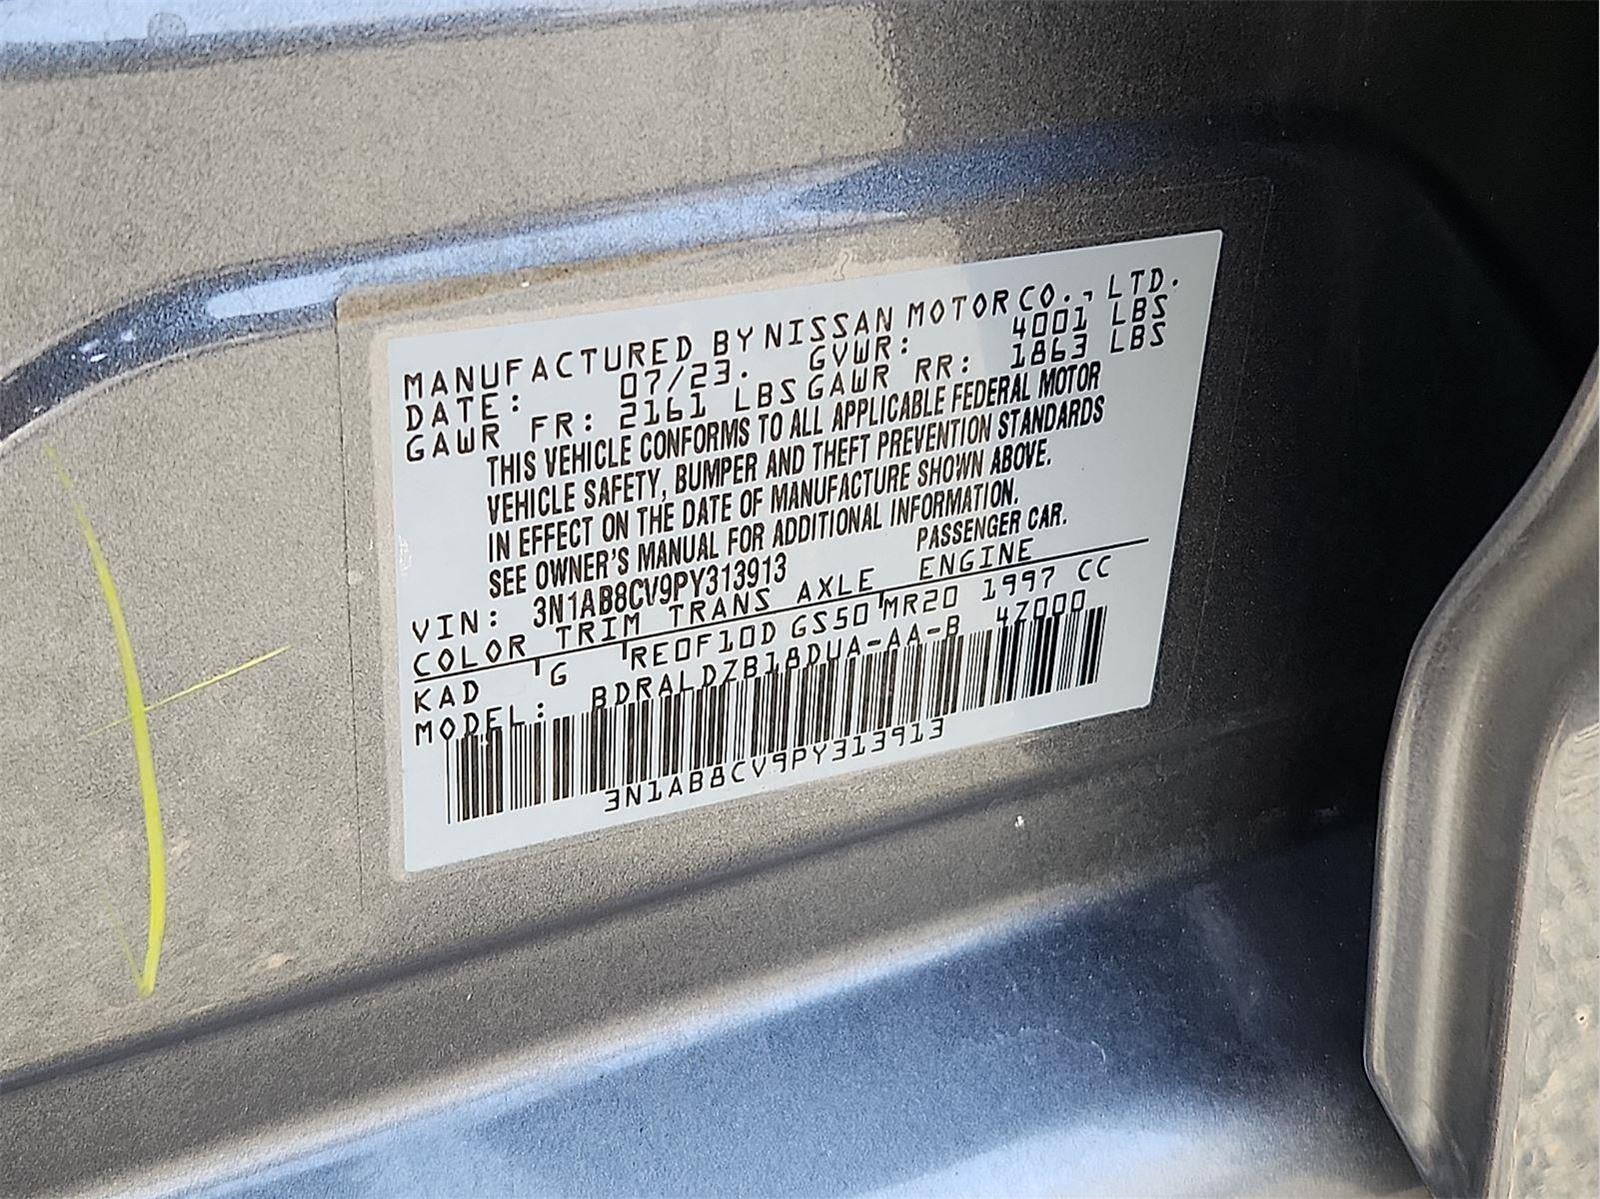 MANUFACTURED BY NISSAN MOTOR CO., LTD.
DATE: 07/23. GVWR: 4001 LBS
GAWR FR: 2161 LBS GAWR RR: 1863 LBS
THIS VEHICLE CONFORMS TO ALL APPLICABLE FEDERAL MOTOR
VEHICLE SAFETY, BUMPER AND THEFT PREVENTION STANDARDS
IN EFFECT ON THE DATE OF MANUFACTURE SHOWN ABOVE.
SEE OWNER'S MANUAL FOR ADDITIONAL INFORMATION.
VIN: 3N1AB8CV9PY313913 PASSENGER CAR.
COLOR TRIM TRANS AXLE ENGINE
KAD G RE0F10D GS50 MR20 1997 CC
MODEL: BDRALDZB18DUA-AA-B 47000
3N1AB8CV9PY313913